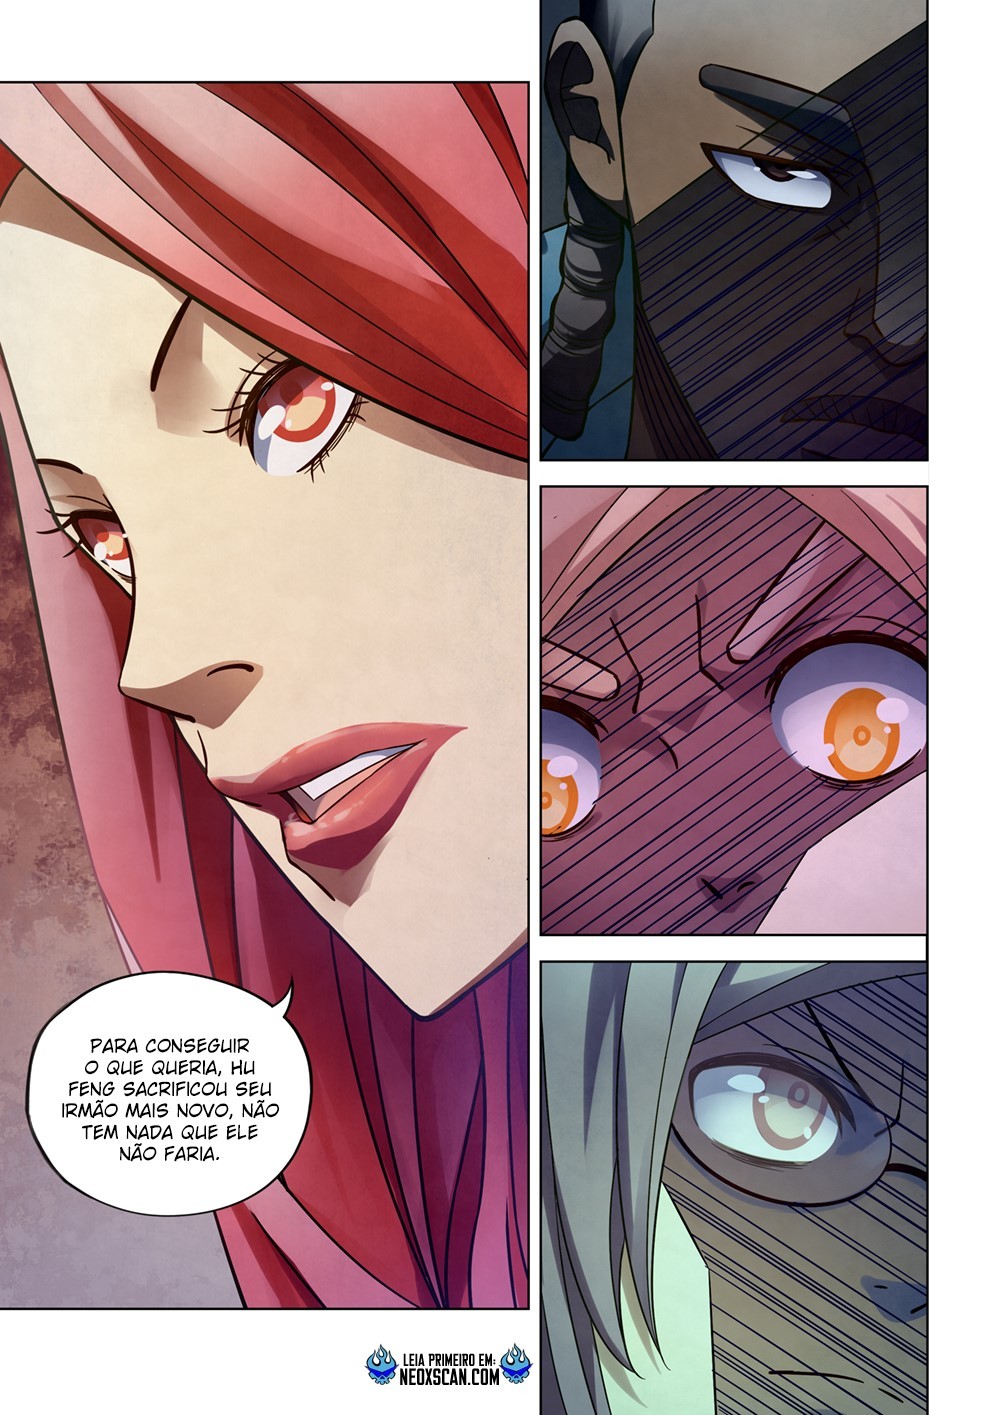 PARA CONSEGUIR
O QUE QUERIA, HU
FENG SACRIFICOU SEU
IRMÃO MAIS NOVO, NÃO
TEM NADA QUE ELE
NÃO FARIA.
LEIA PRIMEIRO EM:
NEOXSCAN.COM